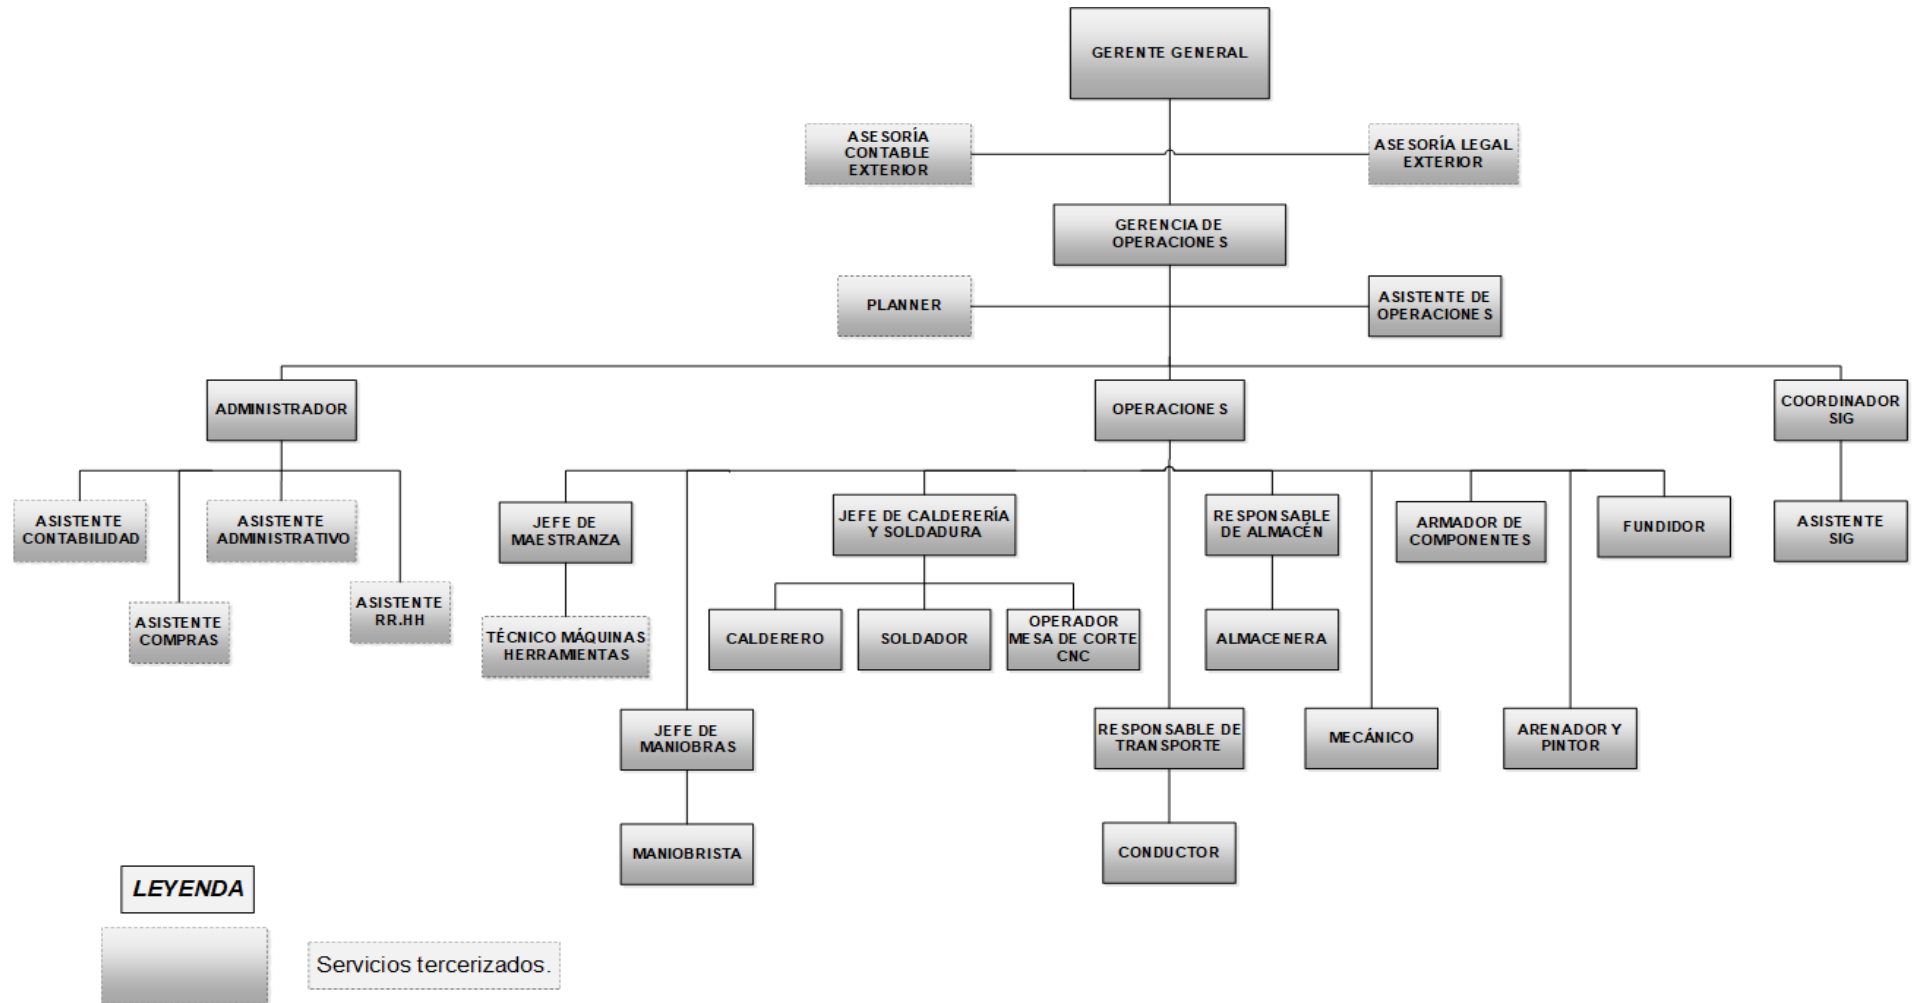 GERENTE GENERAL
ASESORÍA
CONTABLE
EXTERIOR
ASESORÍA LEGAL
EXTERIOR
GERENCIA DE
OPERACIONES
PLANNER
ASISTENTE DE
OPERACIONES
ADMINISTRADOR
OPERACIONES
COORDINADOR
SIG
ASISTENTE
CONTABILIDAD
ASISTENTE
ADMINISTRATIVO
ASISTENTE
COMPRAS
ASISTENTE
RR.HH
JEFE DE
MAESTRANZA
JEFE DE CALDERERÍA
Y SOLDADURA
RESPONSABLE
DE ALMACÉN
ARMADOR DE
COMPONENTES
FUNDIDOR
ASISTENTE
SIG
TÉCNICO MÁQUINAS
HERRAMIENTAS
CALDERERO
SOLDADOR
OPERADOR
MESA DE CORTE
CNC
ALMACENERA
JEFE DE
MANIOBRAS
RESPONSABLE DE
TRANSPORTE
MECÁNICO
ARENADOR Y
PINTOR
MANIOBRISTA
CONDUCTOR
LEYENDA
Servicios tercerizados.